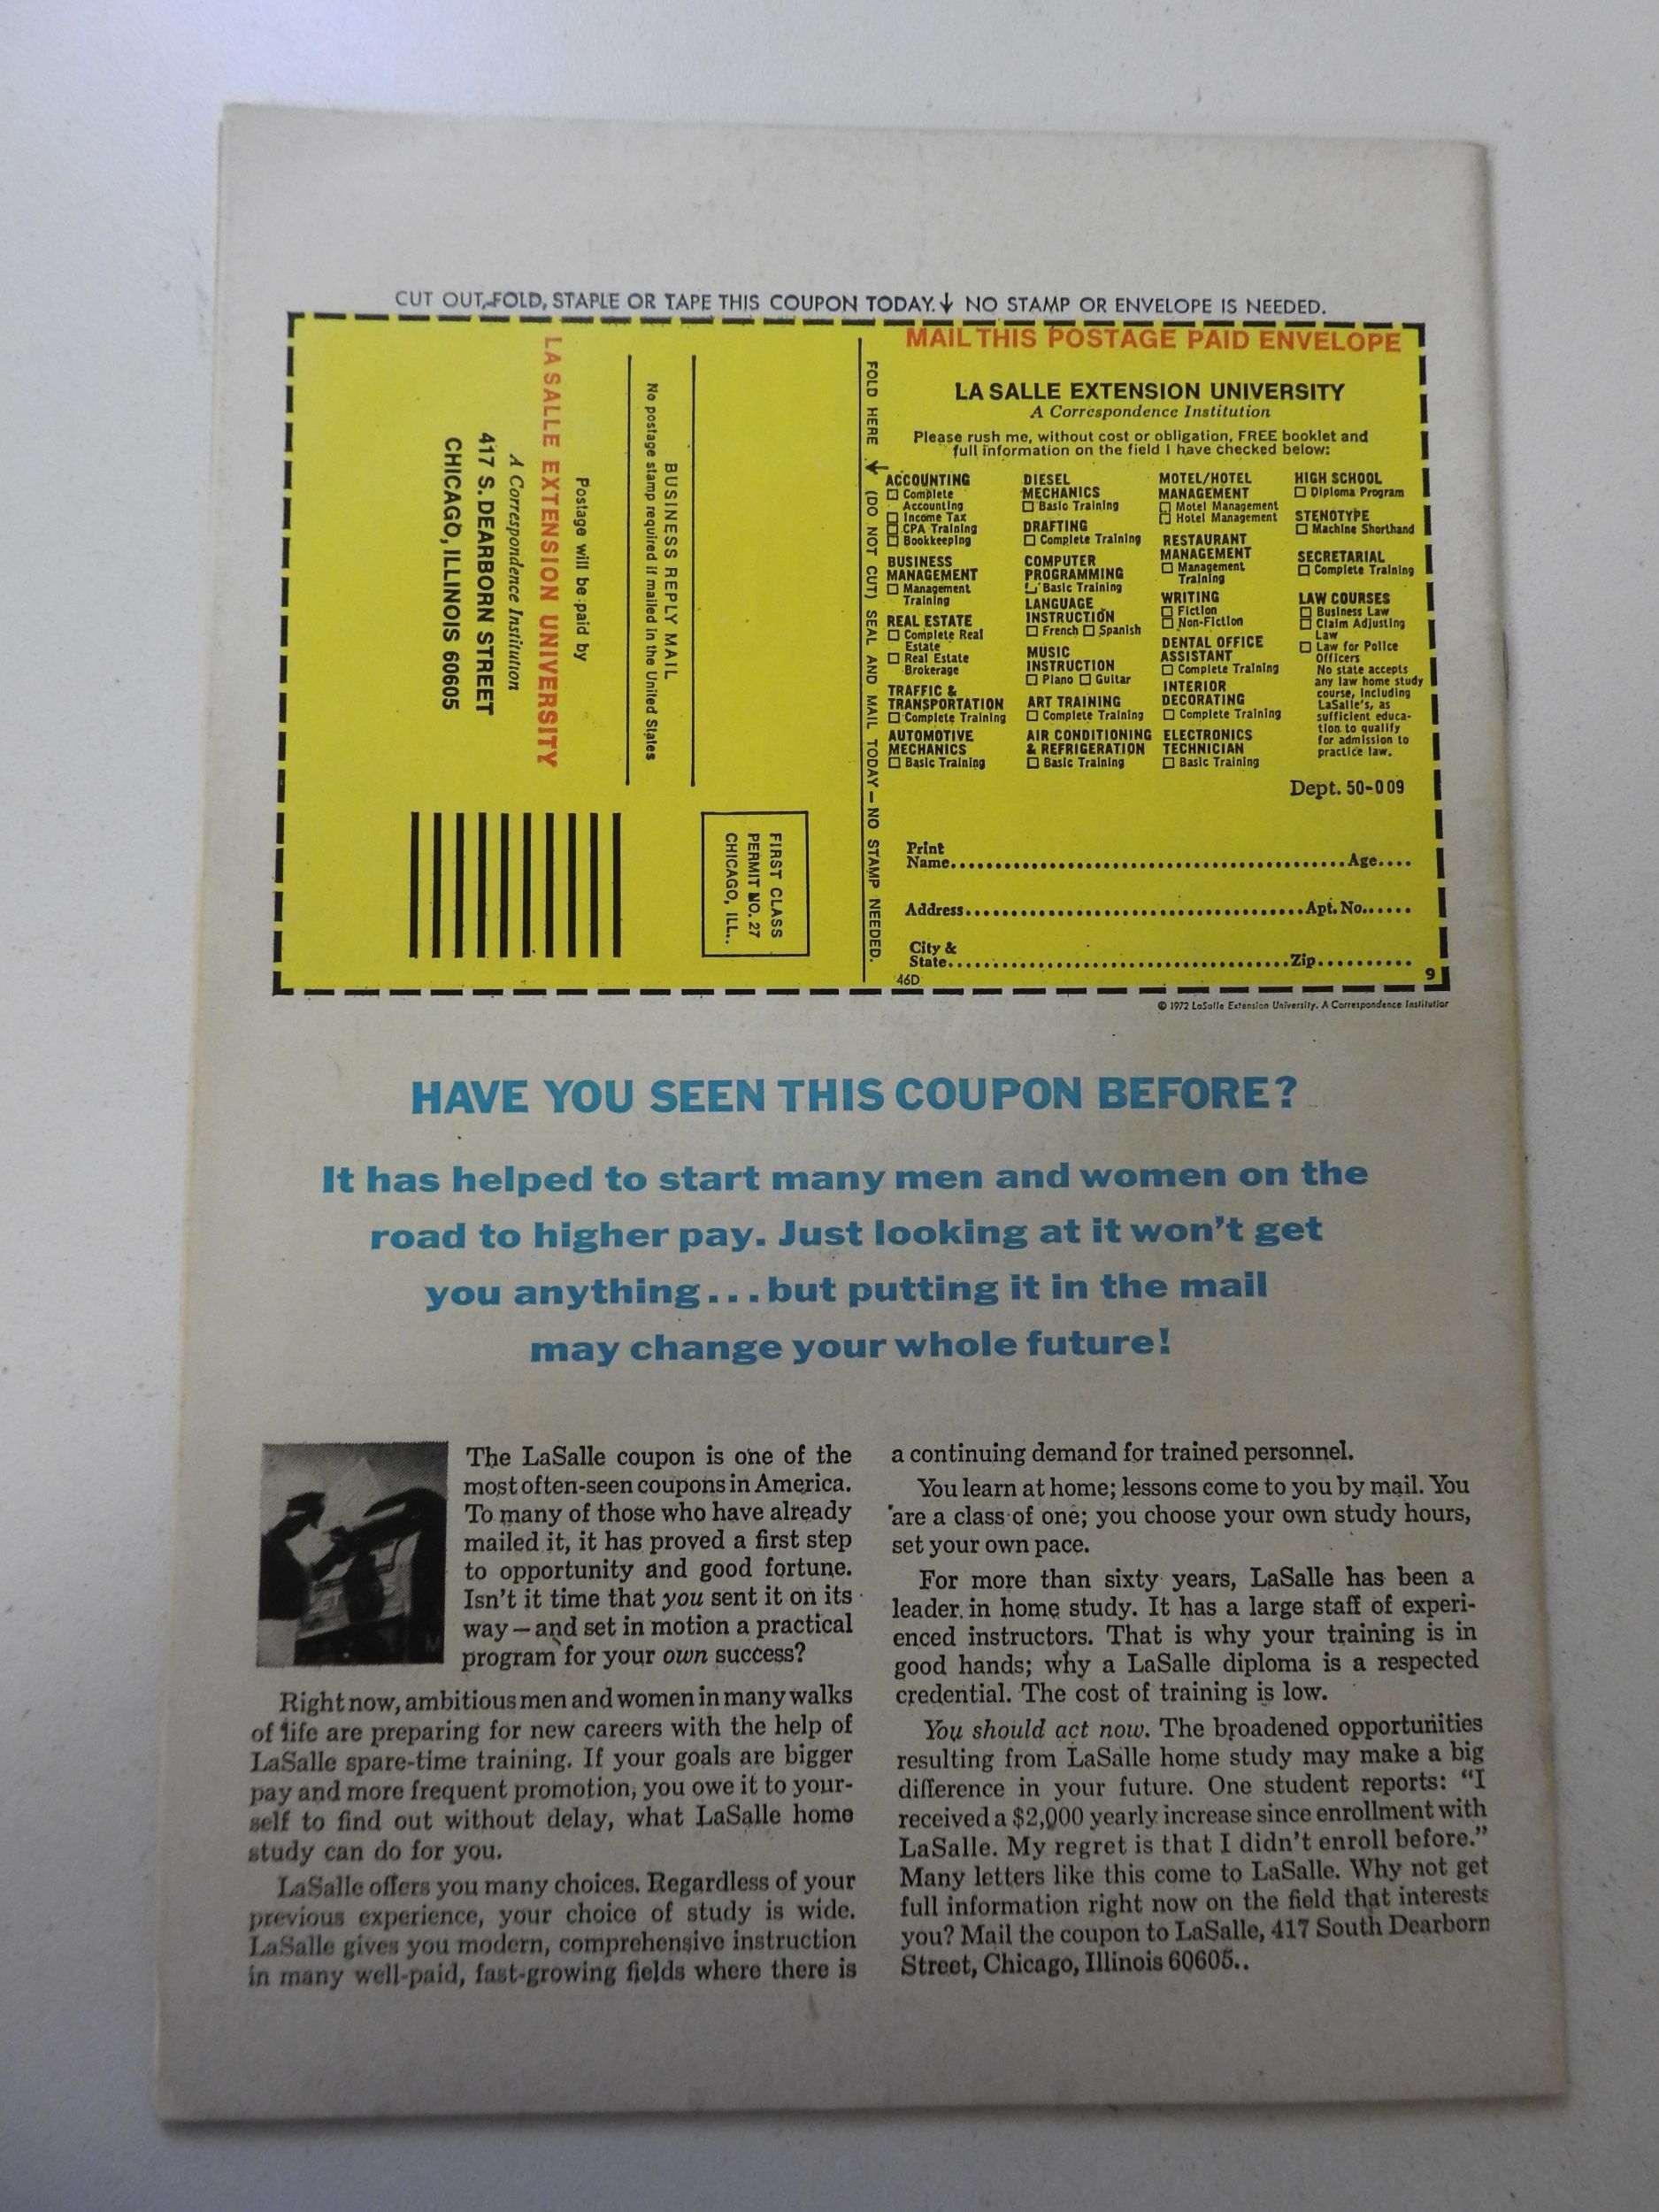 CUT OUT, FOLD, STAPLE OR TAPE THIS COUPON TODAY. ↓ NO STAMP OR ENVELOPE IS NEEDED.
LA SALLE EXTENSION UNIVERSITY
A Correspondence Institution
417 S. DEARBORN STREET
CHICAGO, ILLINOIS 60605
Postage will be paid by
No postage stamp required if mailed in the United States
BUSINESS REPLY MAIL
FIRST CLASS
PERMIT NO. 27
CHICAGO, ILL..
FOLD HERE ↓ (DO NOT CUT) SEAL AND MAIL TODAY — NO STAMP NEEDED.
MAIL THIS POSTAGE PAID ENVELOPE
LA SALLE EXTENSION UNIVERSITY
A Correspondence Institution
Please rush me, without cost or obligation, FREE booklet and
full information on the field I have checked below:
ACCOUNTING
☐ Complete
Accounting
☐ Income Tax
☐ CPA Training
☐ Bookkeeping
BUSINESS
MANAGEMENT
☐ Management
Training
REAL ESTATE
☐ Complete Real
Estate
☐ Real Estate
Brokerage
TRAFFIC &
TRANSPORTATION
☐ Complete Training
AUTOMOTIVE
MECHANICS
☐ Basic Training
DIESEL
MECHANICS
☐ Basic Training
DRAFTING
☐ Complete Training
COMPUTER
PROGRAMMING
☐ Basic Training
LANGUAGE
INSTRUCTION
☐ French ☐ Spanish
MUSIC
INSTRUCTION
☐ Piano ☐ Guitar
ART TRAINING
☐ Complete Training
AIR CONDITIONING
& REFRIGERATION
☐ Basic Training
MOTEL/HOTEL
MANAGEMENT
☐ Motel Management
☐ Hotel Management
RESTAURANT
MANAGEMENT
☐ Management
Training
WRITING
☐ Fiction
☐ Non-Fiction
DENTAL OFFICE
ASSISTANT
☐ Complete Training
INTERIOR
DECORATING
☐ Complete Training
ELECTRONICS
TECHNICIAN
☐ Basic Training
HIGH SCHOOL
☐ Diploma Program
STENOTYPE
☐ Machine Shorthand
SECRETARIAL
☐ Complete Training
LAW COURSES
☐ Business Law
☐ Claim Adjusting
Law
☐ Law for Police
Officers
No state accepts
any law home study
course, including
LaSalle's, as
sufficient educa-
tion to qualify
for admission to
practice law.
Dept. 50-009
Print
Name....................Age....
Address....................Apt. No......
City &
State....................Zip..........
46D
9
© 1972 LaSalle Extension University. A Correspondence Institution
HAVE YOU SEEN THIS COUPON BEFORE?
It has helped to start many men and women on the
road to higher pay. Just looking at it won't get
you anything...but putting it in the mail
may change your whole future!
The LaSalle coupon is one of the
most often-seen coupons in America.
To many of those who have already
mailed it, it has proved a first step
to opportunity and good fortune.
Isn't it time that you sent it on its
way — and set in motion a practical
program for your own success?
Right now, ambitious men and women in many walks
of life are preparing for new careers with the help of
LaSalle spare-time training. If your goals are bigger
pay and more frequent promotion, you owe it to your-
self to find out without delay, what LaSalle home
study can do for you.
LaSalle offers you many choices. Regardless of your
previous experience, your choice of study is wide.
LaSalle gives you modern, comprehensive instruction
in many well-paid, fast-growing fields where there is
a continuing demand for trained personnel.
You learn at home; lessons come to you by mail. You
are a class of one; you choose your own study hours,
set your own pace.
For more than sixty years, LaSalle has been a
leader in home study. It has a large staff of experi-
enced instructors. That is why your training is in
good hands; why a LaSalle diploma is a respected
credential. The cost of training is low.
You should act now. The broadened opportunities
resulting from LaSalle home study may make a big
difference in your future. One student reports: “I
received a $2,000 yearly increase since enrollment with
LaSalle. My regret is that I didn't enroll before.”
Many letters like this come to LaSalle. Why not get
full information right now on the field that interests
you? Mail the coupon to LaSalle, 417 South Dearborn
Street, Chicago, Illinois 60605..